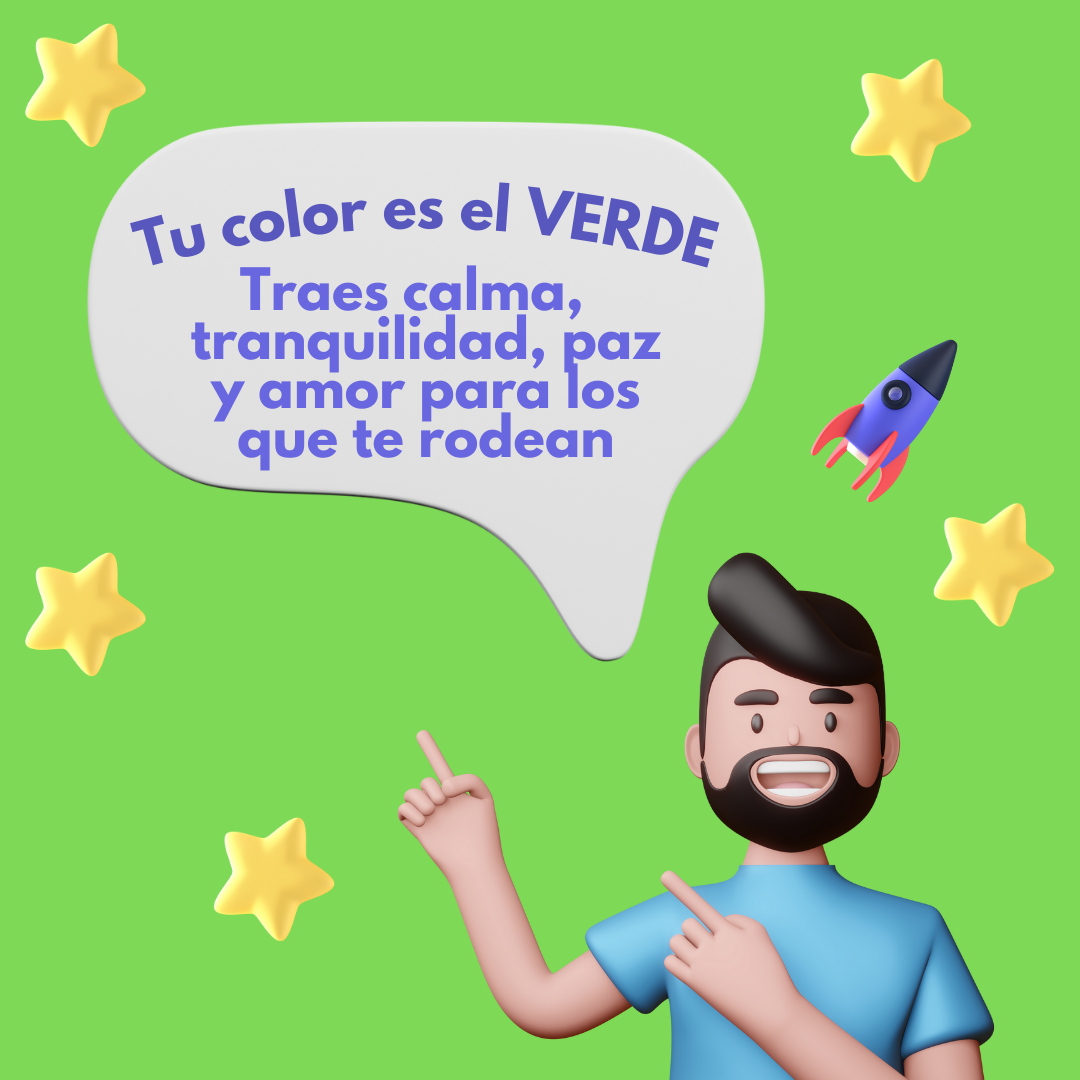 Tu color es el VERDE
Traes calma,
tranquilidad, paz
y amor para los
que te rodean